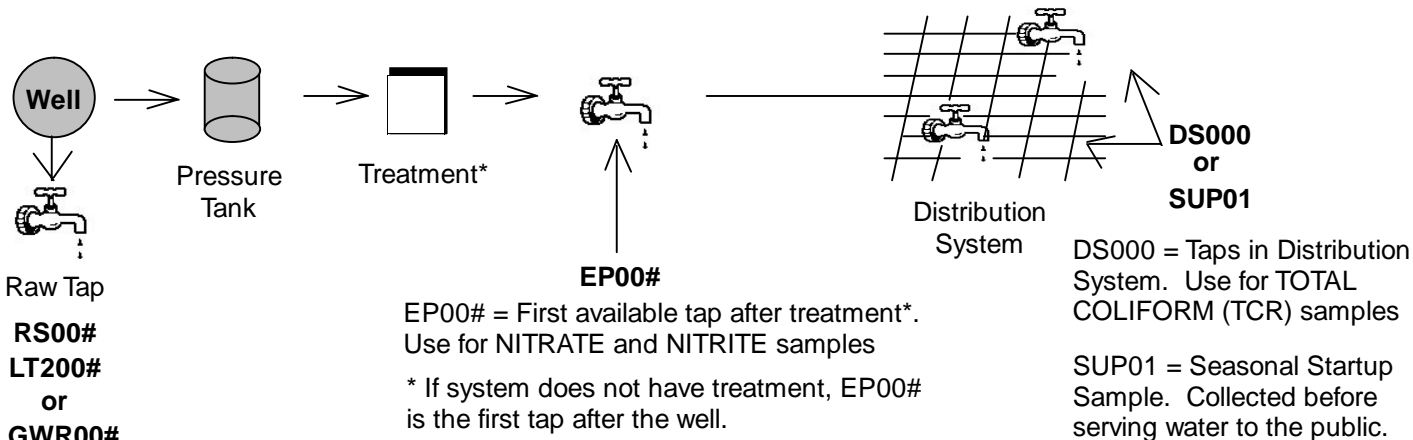 Well
Raw Tap
RS00#
LT200#
or
GWR00#
Pressure
Tank
Treatment*
EP00#
EP00# = First available tap after treatment*.
Use for NITRATE and NITRITE samples
* If system does not have treatment, EP00#
is the first tap after the well.
Distribution
System
DS000
or
SUP01
DS000 = Taps in Distribution
System. Use for TOTAL
COLIFORM (TCR) samples
SUP01 = Seasonal Startup
Sample. Collected before
serving water to the public.